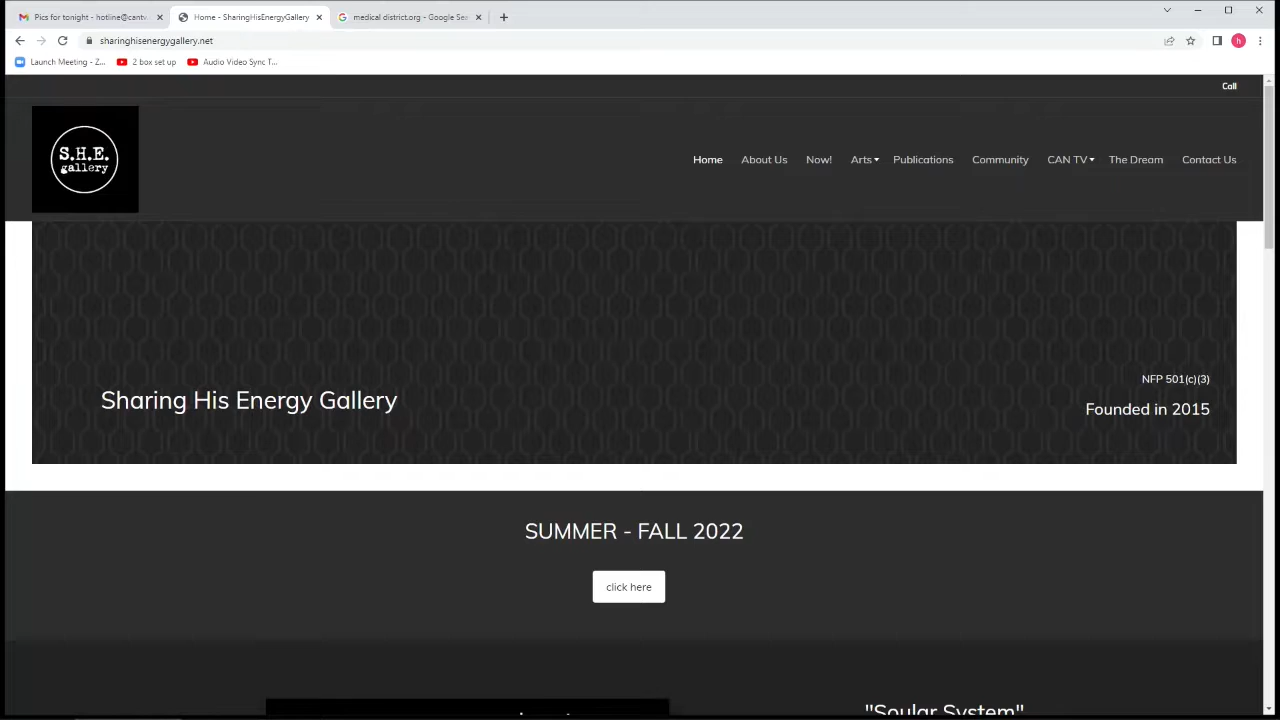 Pics for tonight - hotline@cantv
Home - SharingHisEnergyGallery
medical district.org - Google Sea
sharinghisenergygallery.net
h
Launch Meeting - Z...
2 box set up
Audio Video Sync T...
Call
S.H.E.
gallery
Home
About Us
Now!
Arts
Publications
Community
CAN TV
The Dream
Contact Us
NFP 501(c)(3)
Sharing His Energy Gallery
Founded in 2015
SUMMER - FALL 2022
click here
"Soular System"